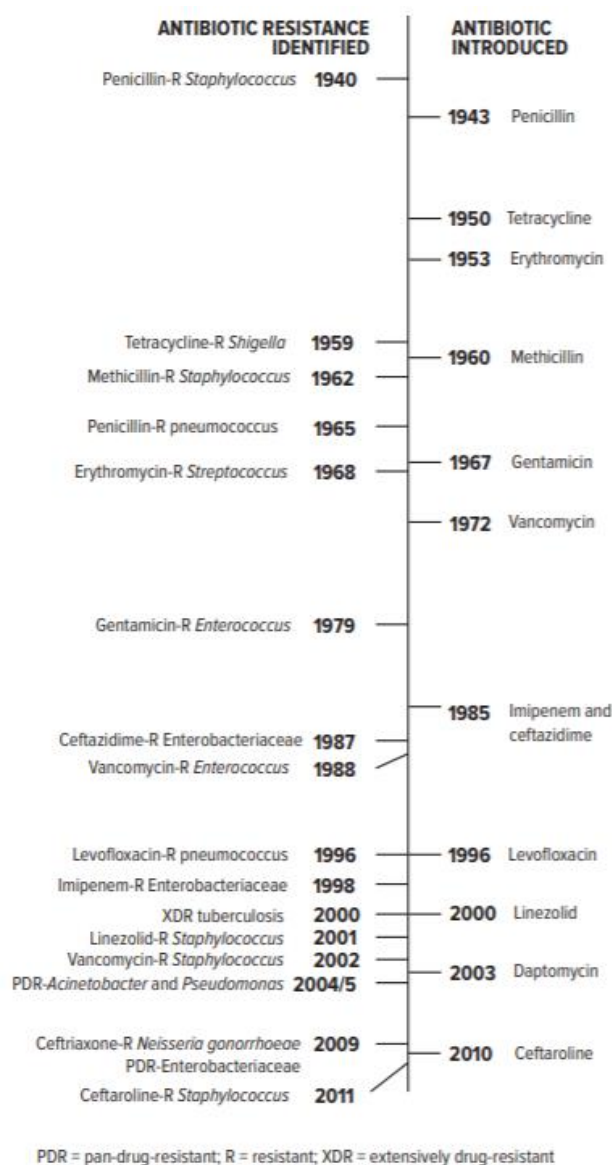 ANTIBIOTIC RESISTANCE
IDENTIFIED
ANTIBIOTIC
INTRODUCED
Penicillin-R Staphylococcus 1940
1943 Penicillin
1950 Tetracycline
1953 Erythromycin
Tetracycline-R Shigella 1959
1960 Methicillin
Methicillin-R Staphylococcus 1962
Penicillin-R pneumococcus 1965
1967 Gentamicin
Erythromycin-R Streptococcus 1968
1972 Vancomycin
Gentamicin-R Enterococcus 1979
1985 Imipenem and
ceftazidime
Ceftazidime-R Enterobacteriaceae 1987
Vancomycin-R Enterococcus 1988
Levofloxacin-R pneumococcus 1996
1996 Levofloxacin
Imipenem-R Enterobacteriaceae 1998
XDR tuberculosis 2000
2000 Linezolid
Linezolid-R Staphylococcus 2001
Vancomycin-R Staphylococcus 2002
2003 Daptomycin
PDR-Acinetobacter and Pseudomonas 2004/5
Ceftriaxone-R Neisseria gonorrhoeae 2009
PDR-Enterobacteriaceae
2010 Ceftaroline
Ceftaroline-R Staphylococcus 2011
PDR = pan-drug-resistant; R = resistant; XDR = extensively drug-resistant